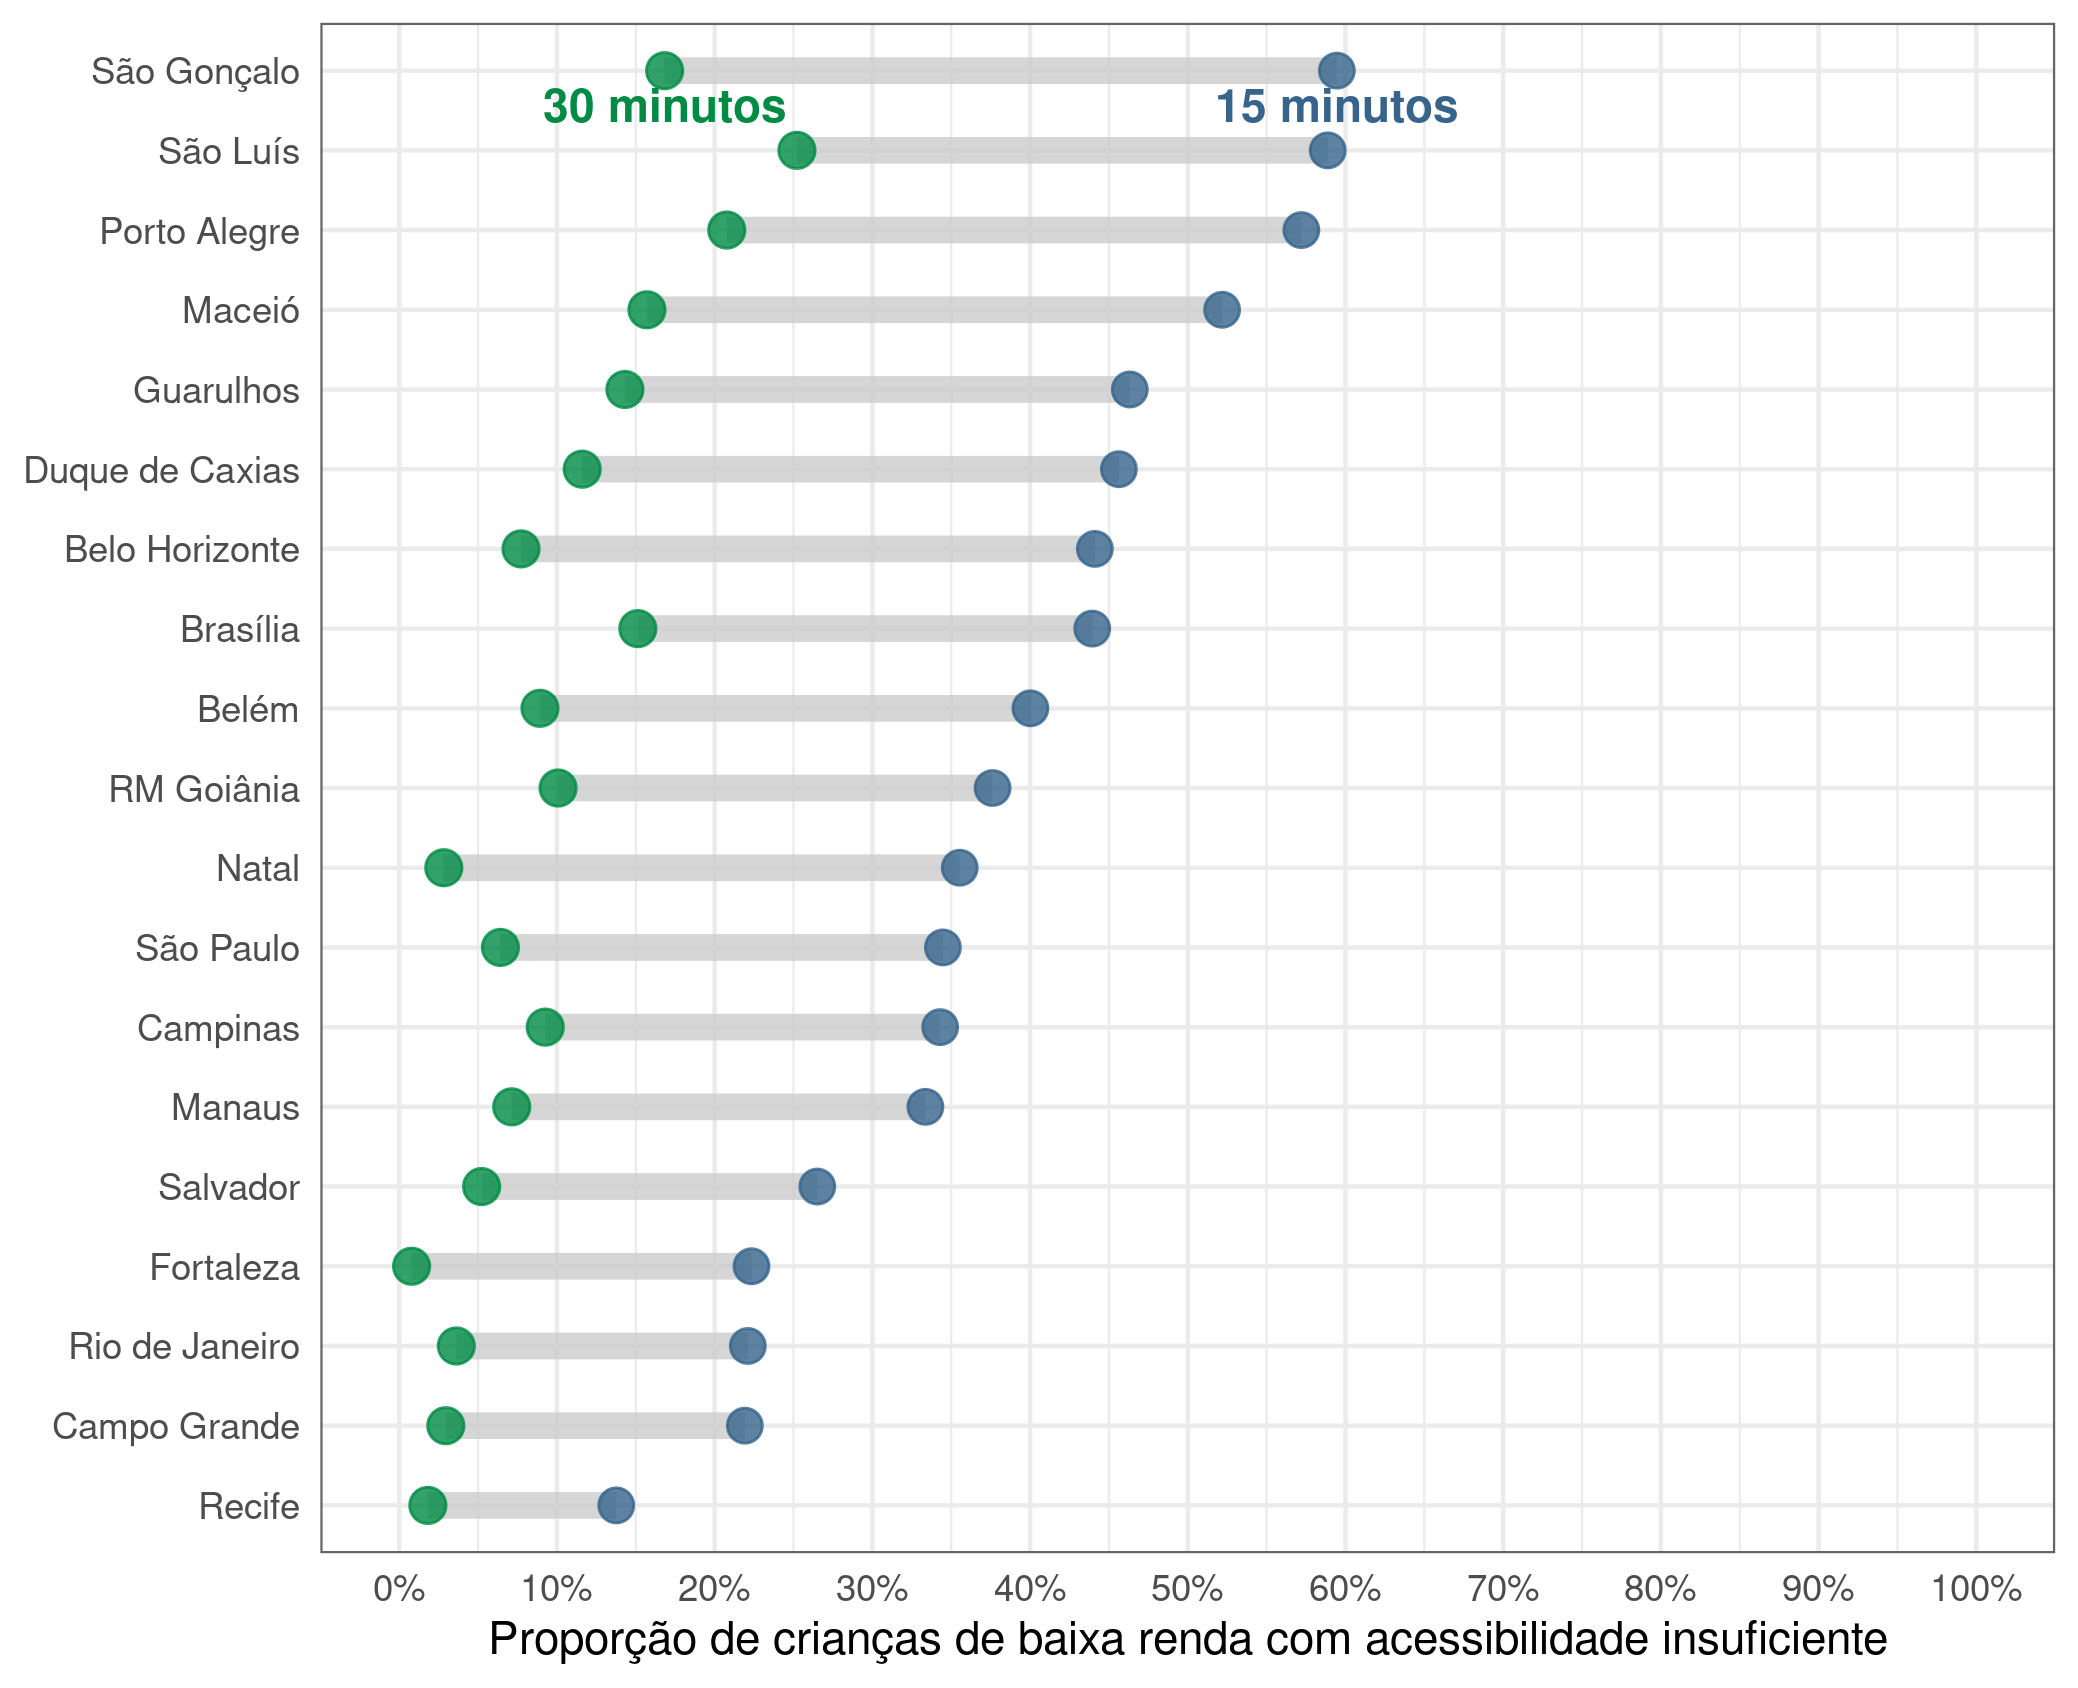 São Gonçalo
30 minutos 15 minutos
São Luís
Porto Alegre
Maceió
Guarulhos
Duque de Caxias
Belo Horizonte
Brasília
Belém
RM Goiânia
Natal
São Paulo
Campinas
Manaus
Salvador
Fortaleza
Rio de Janeiro
Campo Grande
Recife
0% 10% 20% 30% 40% 50% 60% 70% 80% 90% 100%
Proporção de crianças de baixa renda com acessibilidade insuficiente